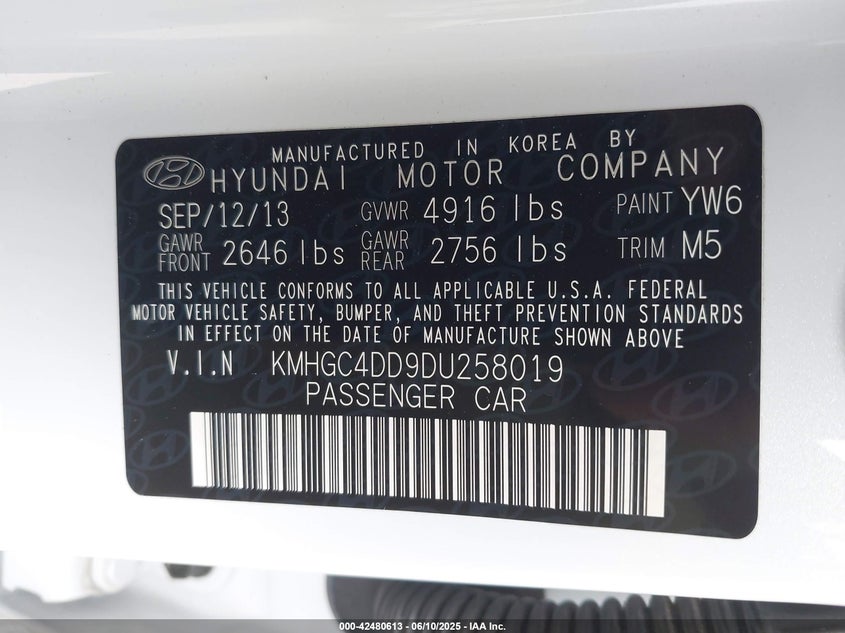 MANUFACTURED IN KOREA BY
HYUNDAI MOTOR COMPANY
SEP/12/13 GVWR 4916 lbs PAINT YW6
GAWR FRONT 2646 lbs GAWR REAR 2756 lbs TRIM M5
THIS VEHICLE CONFORMS TO ALL APPLICABLE U.S.A. FEDERAL
MOTOR VEHICLE SAFETY, BUMPER, AND THEFT PREVENTION STANDARDS
IN EFFECT ON THE DATE OF MANUFACTURE SHOWN ABOVE
V.I.N KMHGC4DD9DU258019
PASSENGER CAR
000-42480613 - 06/10/2025 - IAA Inc.